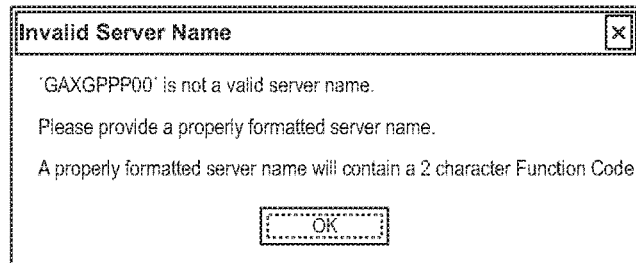 Invalid Server Name
´GAXGPPP00´ is not a valid server name.
Please provide a properly formatted server name.
A properly formatted server name will contain a 2 character Function Code
OK